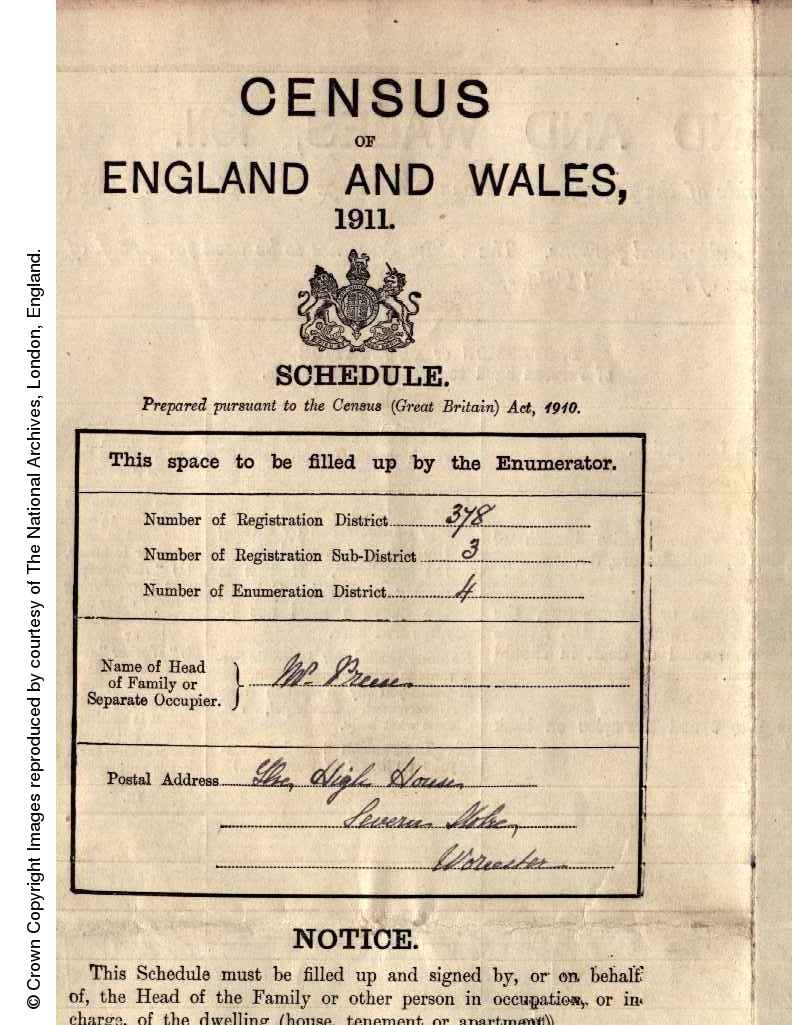 CENSUS
OF
ENGLAND AND WALES,
1911.
SCHEDULE.
Prepared pursuant to the Census (Great Britain) Act, 1910.
This space to be filled up by the Enumerator.
Number of Registration District 378
Number of Registration Sub-District 3
Number of Enumeration District 4
Name of Head
of Family or
Separate Occupier.
Mr
Postal Address The High House
Severn Stoke,
Worcester
NOTICE.
This Schedule must be filled up and signed by, or on behalf
of, the Head of the Family or other person in occupation, or in
charge, of the dwelling (house, tenement or apartment)
© Crown Copyright Images reproduced by courtesy of The National Archives, London, England.